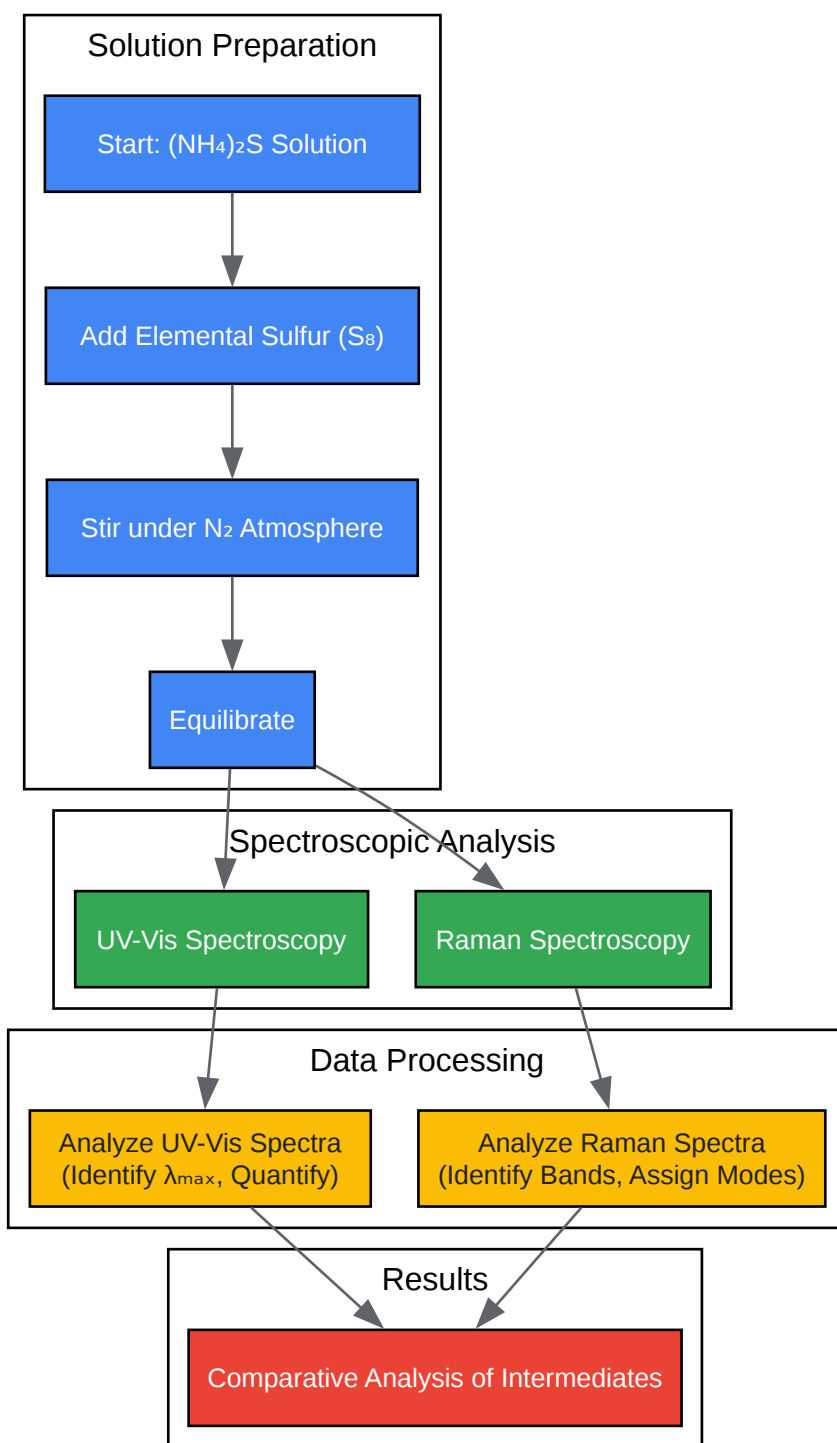 Solution Preparation
Start: (NH₄)₂S Solution
Add Elemental Sulfur (S₈)
Stir under N₂ Atmosphere
Equilibrate
Spectroscopic Analysis
UV-Vis Spectroscopy
Raman Spectroscopy
Data Processing
Analyze UV-Vis Spectra
(Identify λₘₐₓ, Quantify)
Analyze Raman Spectra
(Identify Bands, Assign Modes)
Results
Comparative Analysis of Intermediates